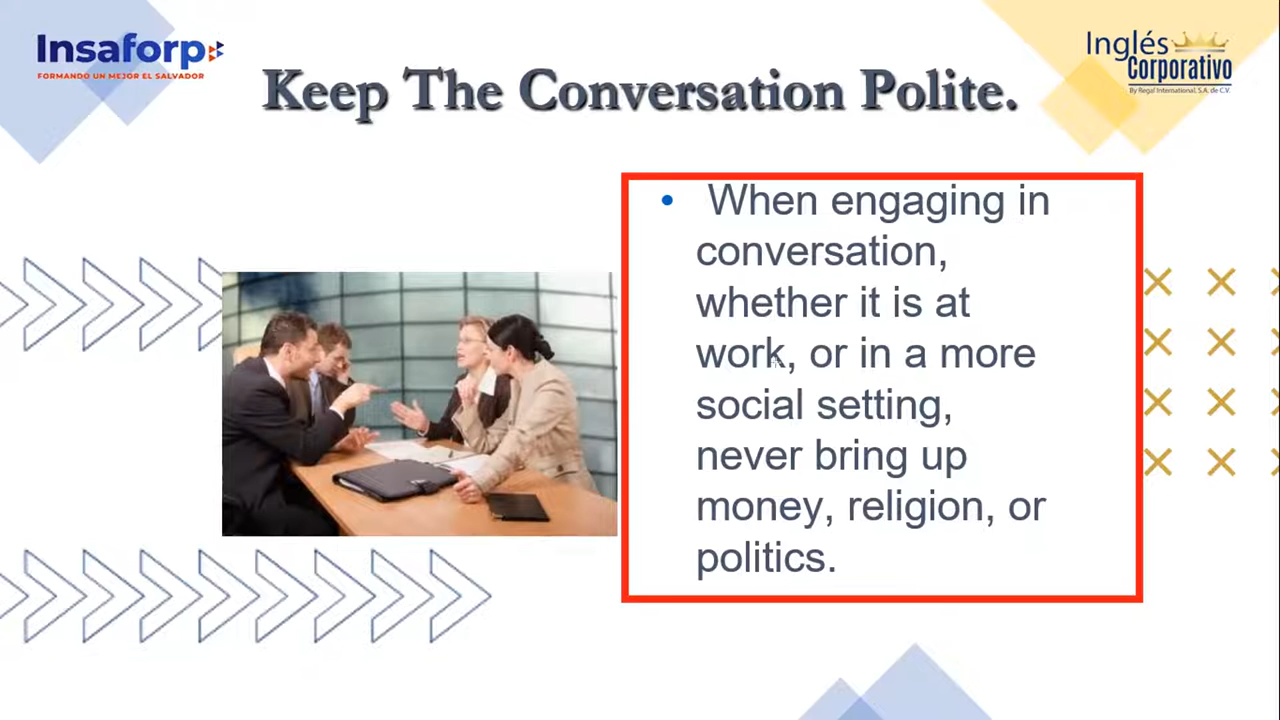 Insaforp
FORMANDO UN MEJOR EL SALVADOR
Inglés
Corporativo
By Regal International, S.A. de C.V.
Keep The Conversation Polite.
• When engaging in
conversation,
whether it is at
work, or in a more
social setting,
never bring up
money, religion, or
politics.